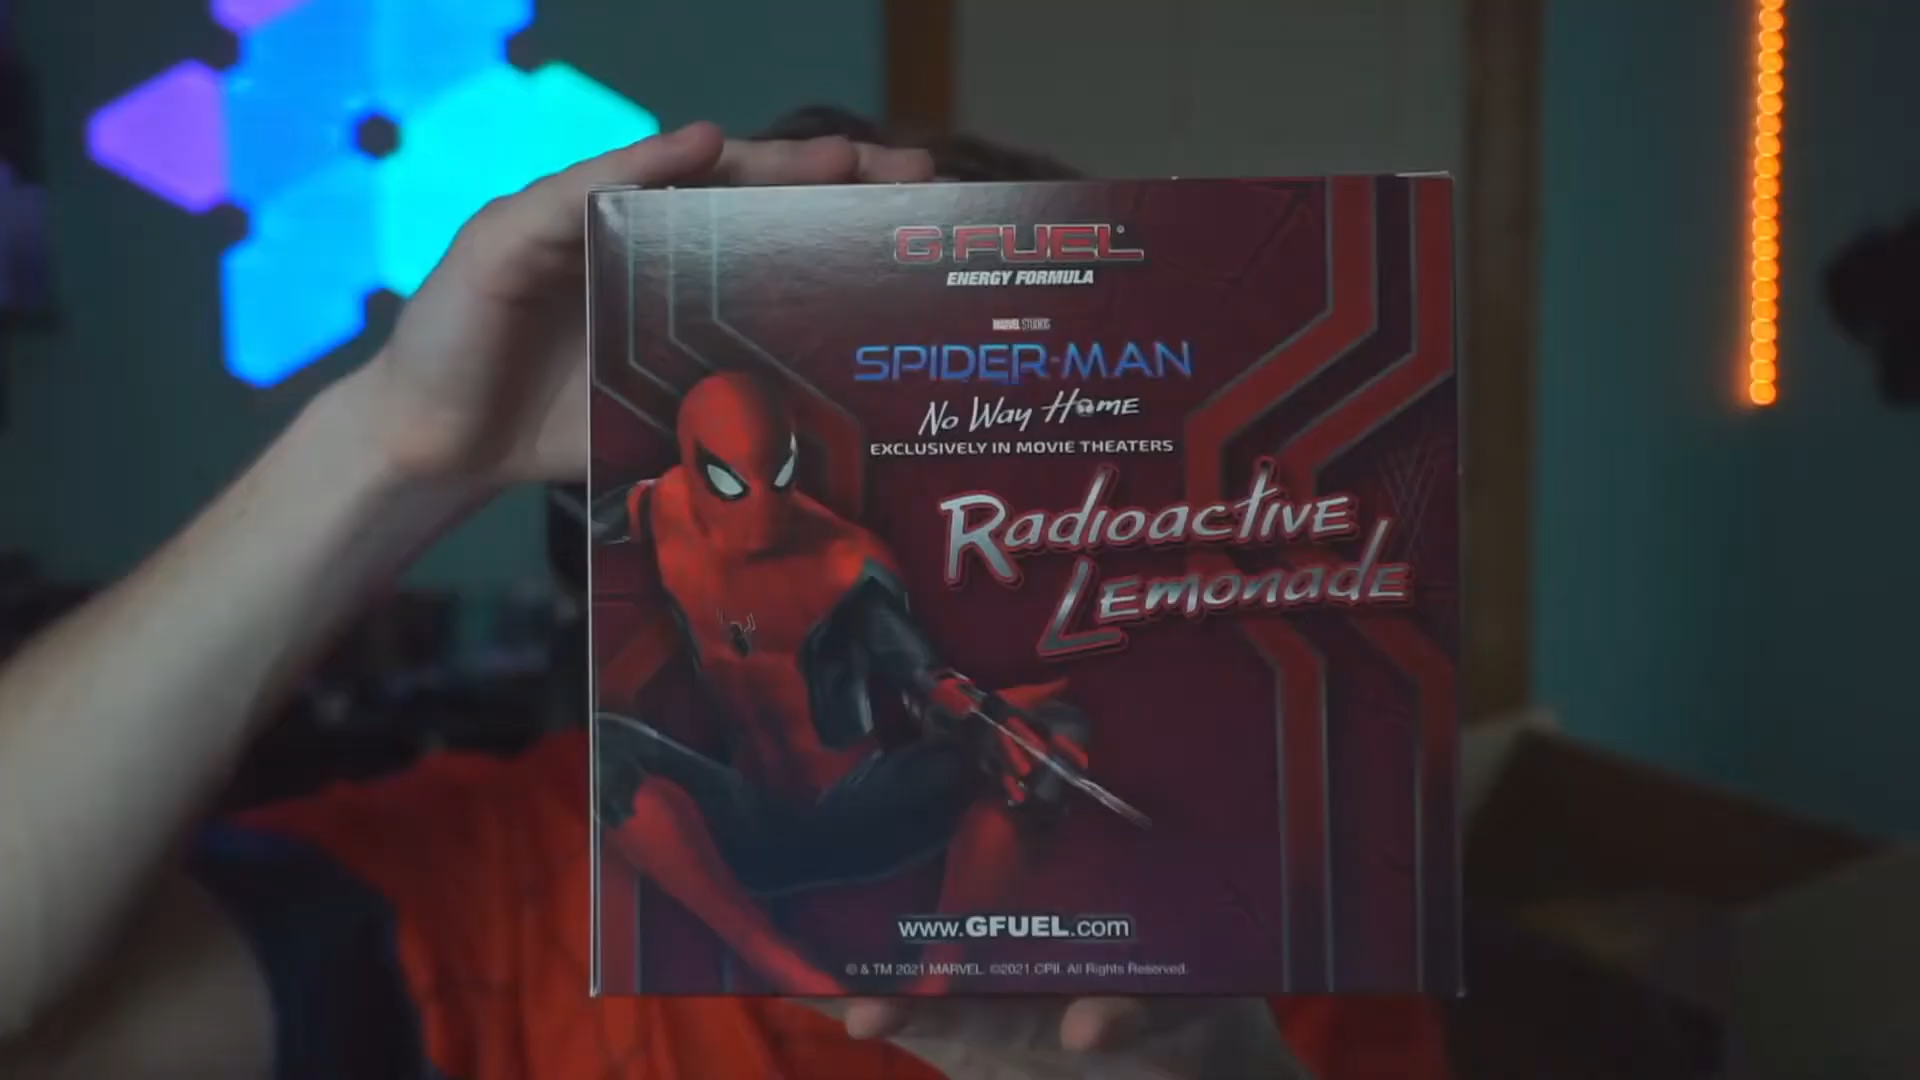 G FUEL
ENERGY FORMULA
MARVEL STUDIOS
SPIDER-MAN
No Way Home
EXCLUSIVELY IN MOVIE THEATERS
Radioactive
Lemonade
www.GFUEL.com
© & TM 2021 MARVEL. ©2021 CPII. All Rights Reserved.